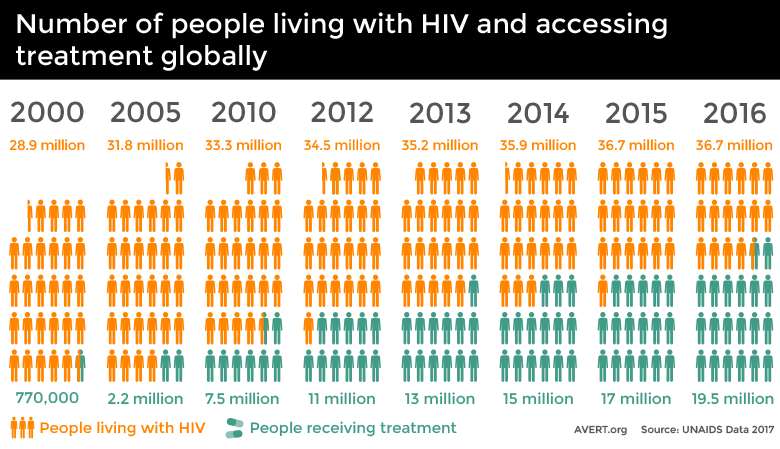 Number of people living with HIV and accessing
treatment globally
2000 2005 2010 2012 2013 2014 2015 2016
28.9 million 31.8 million 33.3 million 34.5 million 35.2 million 35.9 million 36.7 million 36.7 million
770,000 2.2 million 7.5 million 11 million 13 million 15 million 17 million 19.5 million
People living with HIV People receiving treatment AVERT.org Source: UNAIDS Data 2017